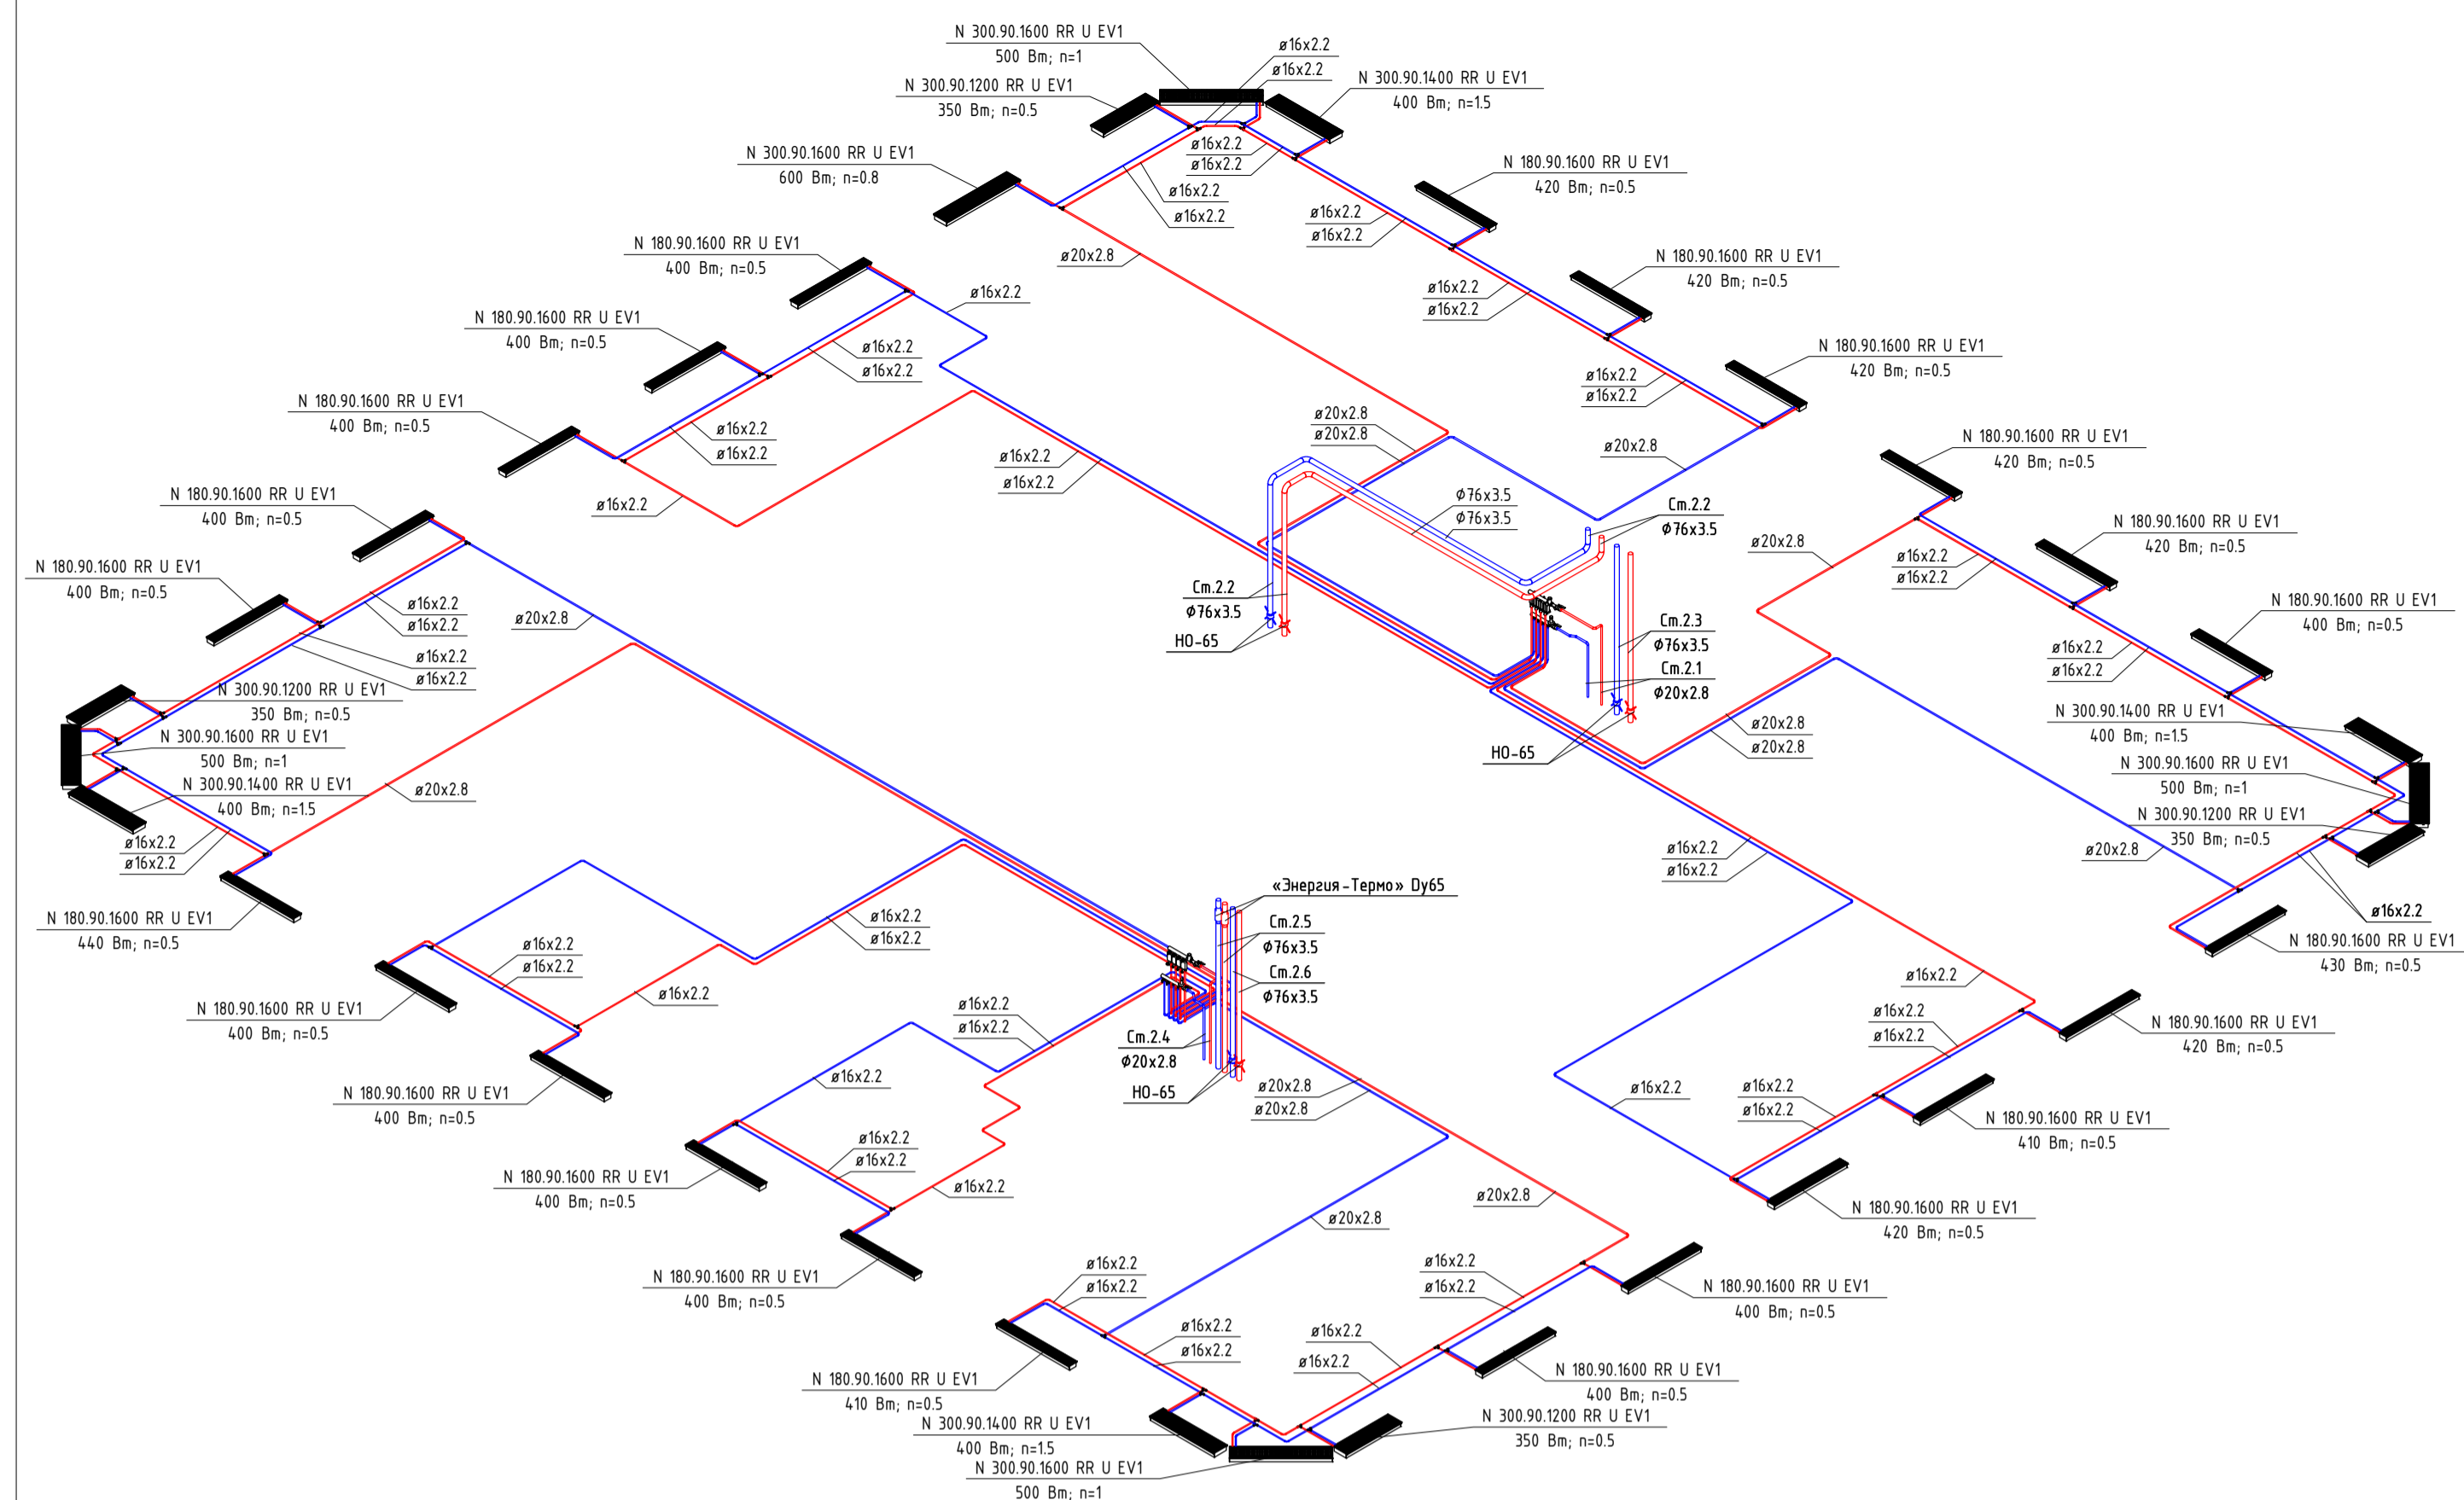 N 300.90.1600 RR U EV1
500 Вт; n=1
ø16x2.2
ø16x2.2
N 300.90.1200 RR U EV1
350 Вт; n=0.5
N 300.90.1400 RR U EV1
400 Вт; n=1.5
N 300.90.1600 RR U EV1
600 Вт; n=0.8
ø16x2.2
ø16x2.2
N 180.90.1600 RR U EV1
420 Вт; n=0.5
ø16x2.2
ø16x2.2
ø16x2.2
ø16x2.2
N 180.90.1600 RR U EV1
400 Вт; n=0.5
ø20x2.8
N 180.90.1600 RR U EV1
420 Вт; n=0.5
ø16x2.2
ø16x2.2
ø16x2.2
N 180.90.1600 RR U EV1
400 Вт; n=0.5
ø16x2.2
ø16x2.2
N 180.90.1600 RR U EV1
420 Вт; n=0.5
ø16x2.2
ø16x2.2
N 180.90.1600 RR U EV1
400 Вт; n=0.5
ø16x2.2
ø16x2.2
ø20x2.8
ø20x2.8
ø20x2.8
N 180.90.1600 RR U EV1
420 Вт; n=0.5
ø16x2.2
ø16x2.2
ø16x2.2
N 180.90.1600 RR U EV1
400 Вт; n=0.5
Ф76x3.5
Ф76x3.5
Ст.2.2
Ф76x3.5
N 180.90.1600 RR U EV1
420 Вт; n=0.5
ø20x2.8
ø16x2.2
ø16x2.2
N 180.90.1600 RR U EV1
400 Вт; n=0.5
ø16x2.2
ø16x2.2
ø20x2.8
Ст.2.2
Ф76x3.5
НО-65
Ст.2.3
Ф76x3.5
Ст.2.1
Ф20x2.8
N 180.90.1600 RR U EV1
400 Вт; n=0.5
ø16x2.2
ø16x2.2
ø16x2.2
ø16x2.2
N 300.90.1200 RR U EV1
350 Вт; n=0.5
N 300.90.1600 RR U EV1
500 Вт; n=1
N 300.90.1400 RR U EV1
400 Вт; n=1.5
ø20x2.8
НО-65
ø20x2.8
ø20x2.8
N 300.90.1400 RR U EV1
400 Вт; n=1.5
N 300.90.1600 RR U EV1
500 Вт; n=1
N 300.90.1200 RR U EV1
350 Вт; n=0.5
ø16x2.2
ø16x2.2
ø16x2.2
ø16x2.2
ø20x2.8
N 180.90.1600 RR U EV1
440 Вт; n=0.5
ø16x2.2
ø16x2.2
«Энергия-Термо» Dy65
Ст.2.5
Ф76x3.5
Ст.2.6
Ф76x3.5
ø16x2.2
N 180.90.1600 RR U EV1
430 Вт; n=0.5
ø16x2.2
ø16x2.2
ø16x2.2
N 180.90.1600 RR U EV1
400 Вт; n=0.5
ø16x2.2
ø16x2.2
Ст.2.4
Ф20x2.8
НО-65
ø16x2.2
ø16x2.2
ø16x2.2
N 180.90.1600 RR U EV1
420 Вт; n=0.5
N 180.90.1600 RR U EV1
400 Вт; n=0.5
ø16x2.2
ø20x2.8
ø20x2.8
ø16x2.2
ø16x2.2
ø16x2.2
N 180.90.1600 RR U EV1
410 Вт; n=0.5
N 180.90.1600 RR U EV1
400 Вт; n=0.5
ø16x2.2
ø16x2.2
ø16x2.2
ø20x2.8
ø20x2.8
N 180.90.1600 RR U EV1
420 Вт; n=0.5
N 180.90.1600 RR U EV1
400 Вт; n=0.5
ø16x2.2
ø16x2.2
ø16x2.2
ø16x2.2
N 180.90.1600 RR U EV1
400 Вт; n=0.5
ø16x2.2
ø16x2.2
ø16x2.2
ø16x2.2
N 180.90.1600 RR U EV1
410 Вт; n=0.5
N 180.90.1600 RR U EV1
400 Вт; n=0.5
N 300.90.1400 RR U EV1
400 Вт; n=1.5
N 300.90.1200 RR U EV1
350 Вт; n=0.5
N 300.90.1600 RR U EV1
500 Вт; n=1